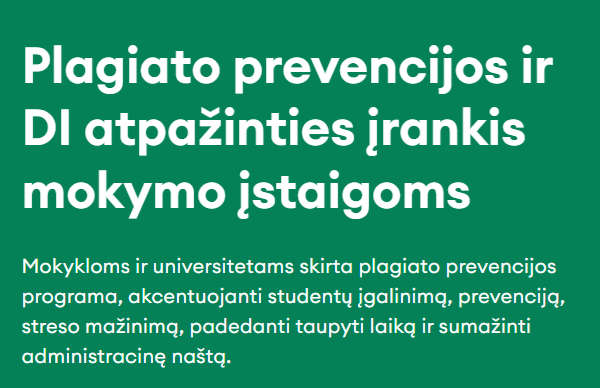 Plagiato prevencijos ir
DI atpažinties įrankis
mokymo įstaigoms
Mokykloms ir universitetams skirta plagiato prevencijos
programa, akcentuojanti studentų įgalinimą, prevenciją,
streso mažinimą, padedanti taupyti laiką ir sumažinti
administracinę naštą.